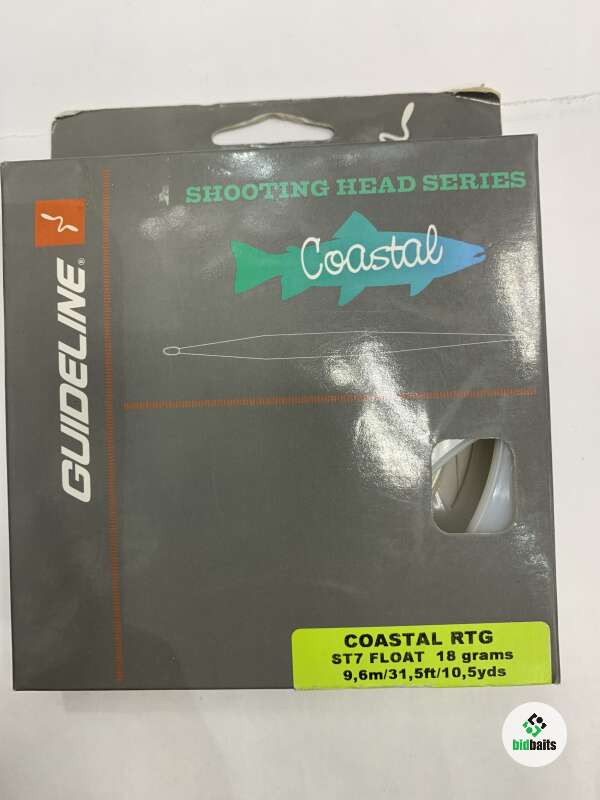 SHOOTING HEAD SERIES
Coastal
GUIDELINE®
COASTAL RTG
ST7 FLOAT 18 grams
9,6m/31,5ft/10,5yds
bidbaits